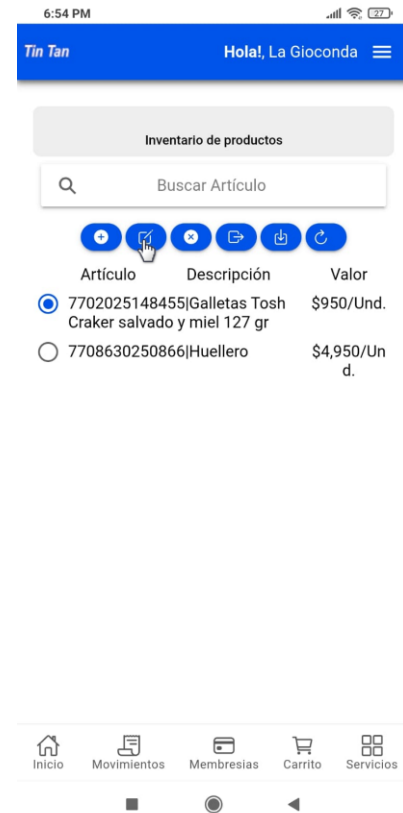 6:54 PM 27
Tin Tan Hola!, La Gioconda
Inventario de productos
Buscar Artículo
Artículo Descripción Valor
7702025148455|Galletas Tosh $950/Und.
Craker salvado y miel 127 gr
7708630250866|Huellero $4,950/Un
d.
Inicio Movimientos Membresias Carrito Servicios